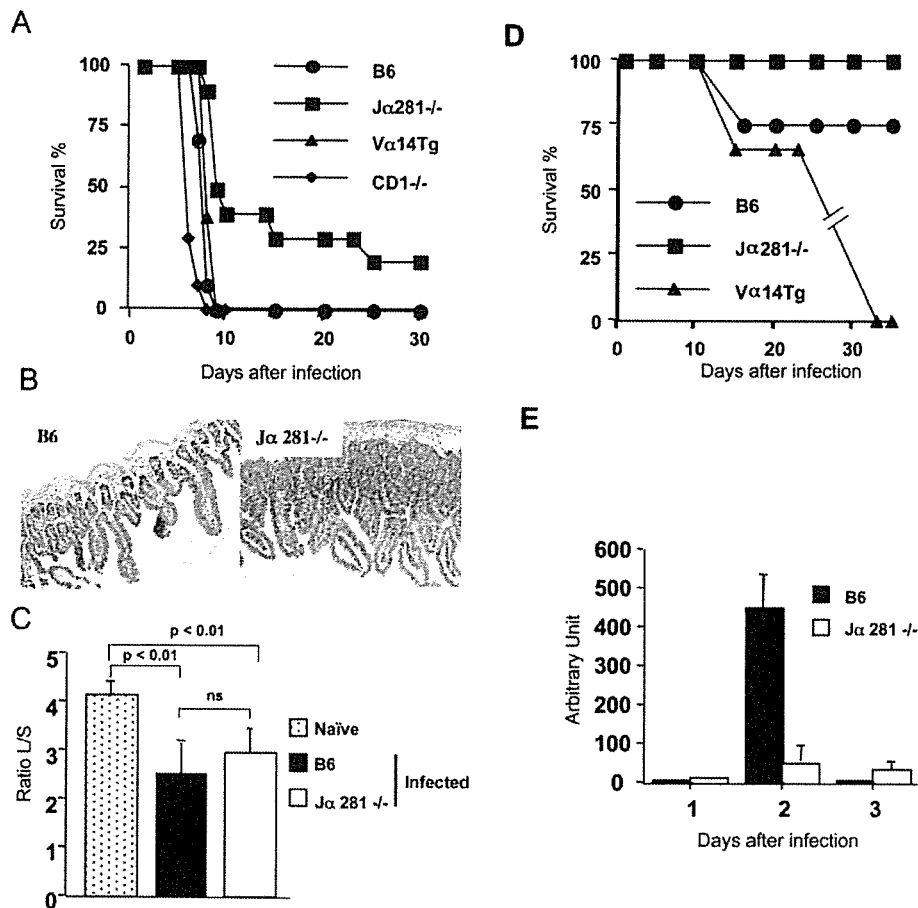 A
100
75
50
25
0
Survival %
0 10 20 30
Days after infection
B6
Jα281-/-
Vα14Tg
CD1-/-
D
100
75
50
25
0
Survival %
B6
Jα281-/-
Vα14Tg
0 10 20 30
Days after infection
B
B6
Jα 281-/-
C
p < 0.01
p < 0,01
ns
5
4
3
2
1
0
Ratio L/S
Naïve
B6
Jα 281 -/-
Infected
E
600
500
400
300
200
100
0
Arbitrary Unit
B6
Jα 281 -/-
1 2 3
Days after infection